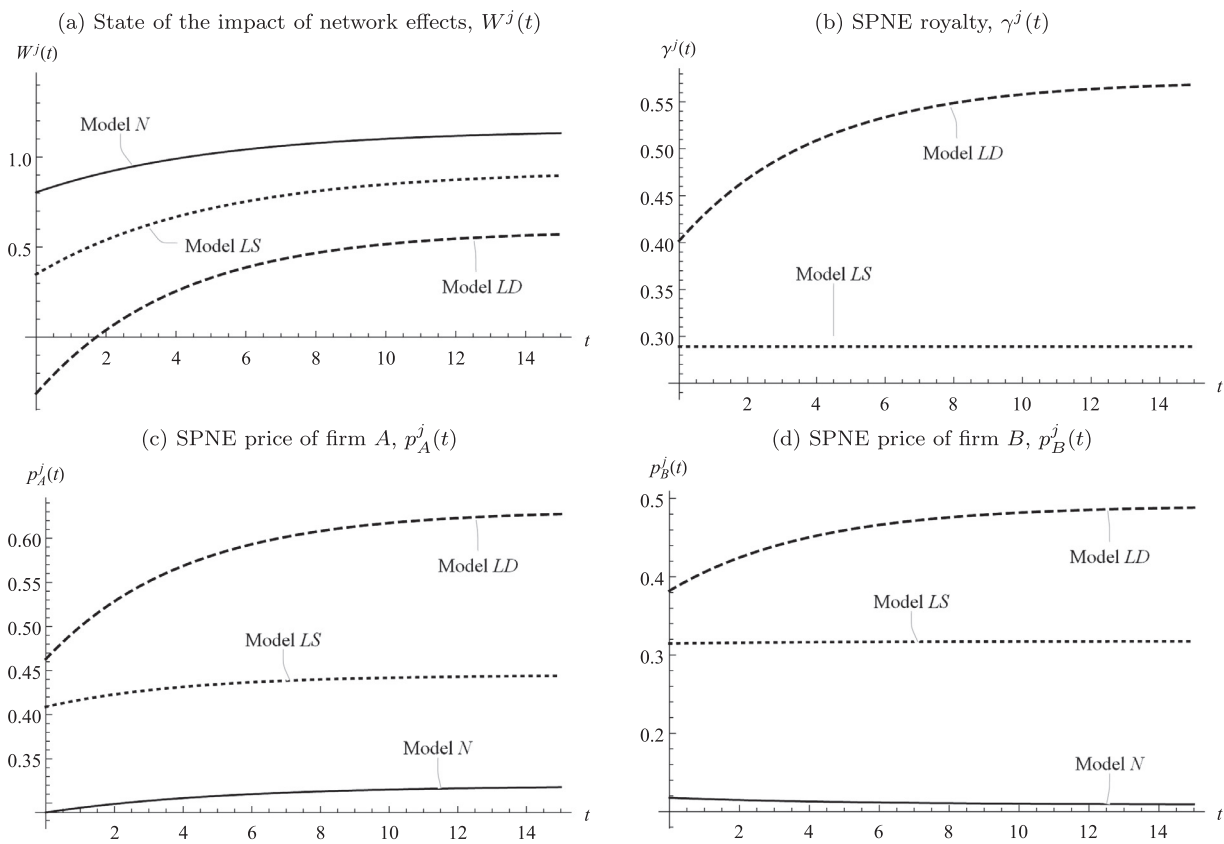 (a) State of the impact of network effects, W^j(t)
W^j(t)
Model N
1.0
Model LS
0.5
Model LD
t
2 4 6 8 10 12 14
(b) SPNE royalty, γ^j(t)
γ^j(t)
0.55
Model LD
0.50
0.45
0.40
Model LS
0.35
0.30
t
2 4 6 8 10 12 14
(c) SPNE price of firm A, p_A^j(t)
p_A^j(t)
0.60
Model LD
0.55
0.50
Model LS
0.45
0.40
Model N
0.35
t
2 4 6 8 10 12 14
(d) SPNE price of firm B, p_B^j(t)
p_B^j(t)
0.5
Model LD
0.4
Model LS
0.3
0.2
Model N
t
2 4 6 8 10 12 14